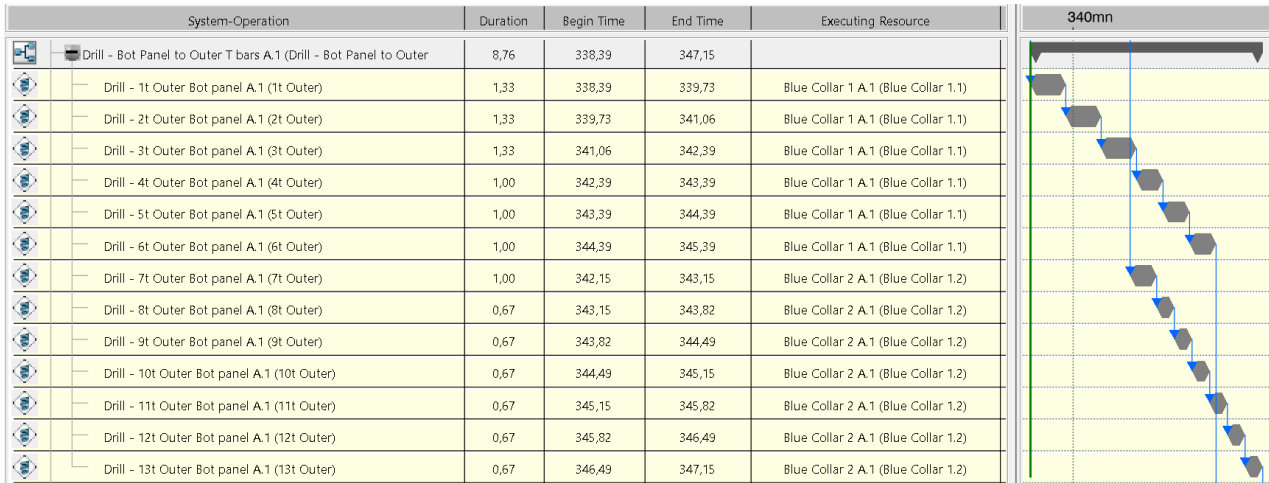 System-Operation Duration Begin Time End Time Executing Resource 340mn
Drill - Bot Panel to Outer T bars A.1 (Drill - Bot Panel to Outer 8,76 338,39 347,15
Drill - 1t Outer Bot panel A.1 (1t Outer) 1,33 338,39 339,73 Blue Collar 1 A.1 (Blue Collar 1.1)
Drill - 2t Outer Bot panel A.1 (2t Outer) 1,33 339,73 341,06 Blue Collar 1 A.1 (Blue Collar 1.1)
Drill - 3t Outer Bot panel A.1 (3t Outer) 1,33 341,06 342,39 Blue Collar 1 A.1 (Blue Collar 1.1)
Drill - 4t Outer Bot panel A.1 (4t Outer) 1,00 342,39 343,39 Blue Collar 1 A.1 (Blue Collar 1.1)
Drill - 5t Outer Bot panel A.1 (5t Outer) 1,00 343,39 344,39 Blue Collar 1 A.1 (Blue Collar 1.1)
Drill - 6t Outer Bot panel A.1 (6t Outer) 1,00 344,39 345,39 Blue Collar 1 A.1 (Blue Collar 1.1)
Drill - 7t Outer Bot panel A.1 (7t Outer) 1,00 342,15 343,15 Blue Collar 2 A.1 (Blue Collar 1.2)
Drill - 8t Outer Bot panel A.1 (8t Outer) 0,67 343,15 343,82 Blue Collar 2 A.1 (Blue Collar 1.2)
Drill - 9t Outer Bot panel A.1 (9t Outer) 0,67 343,82 344,49 Blue Collar 2 A.1 (Blue Collar 1.2)
Drill - 10t Outer Bot panel A.1 (10t Outer) 0,67 344,49 345,15 Blue Collar 2 A.1 (Blue Collar 1.2)
Drill - 11t Outer Bot panel A.1 (11t Outer) 0,67 345,15 345,82 Blue Collar 2 A.1 (Blue Collar 1.2)
Drill - 12t Outer Bot panel A.1 (12t Outer) 0,67 345,82 346,49 Blue Collar 2 A.1 (Blue Collar 1.2)
Drill - 13t Outer Bot panel A.1 (13t Outer) 0,67 346,49 347,15 Blue Collar 2 A.1 (Blue Collar 1.2)